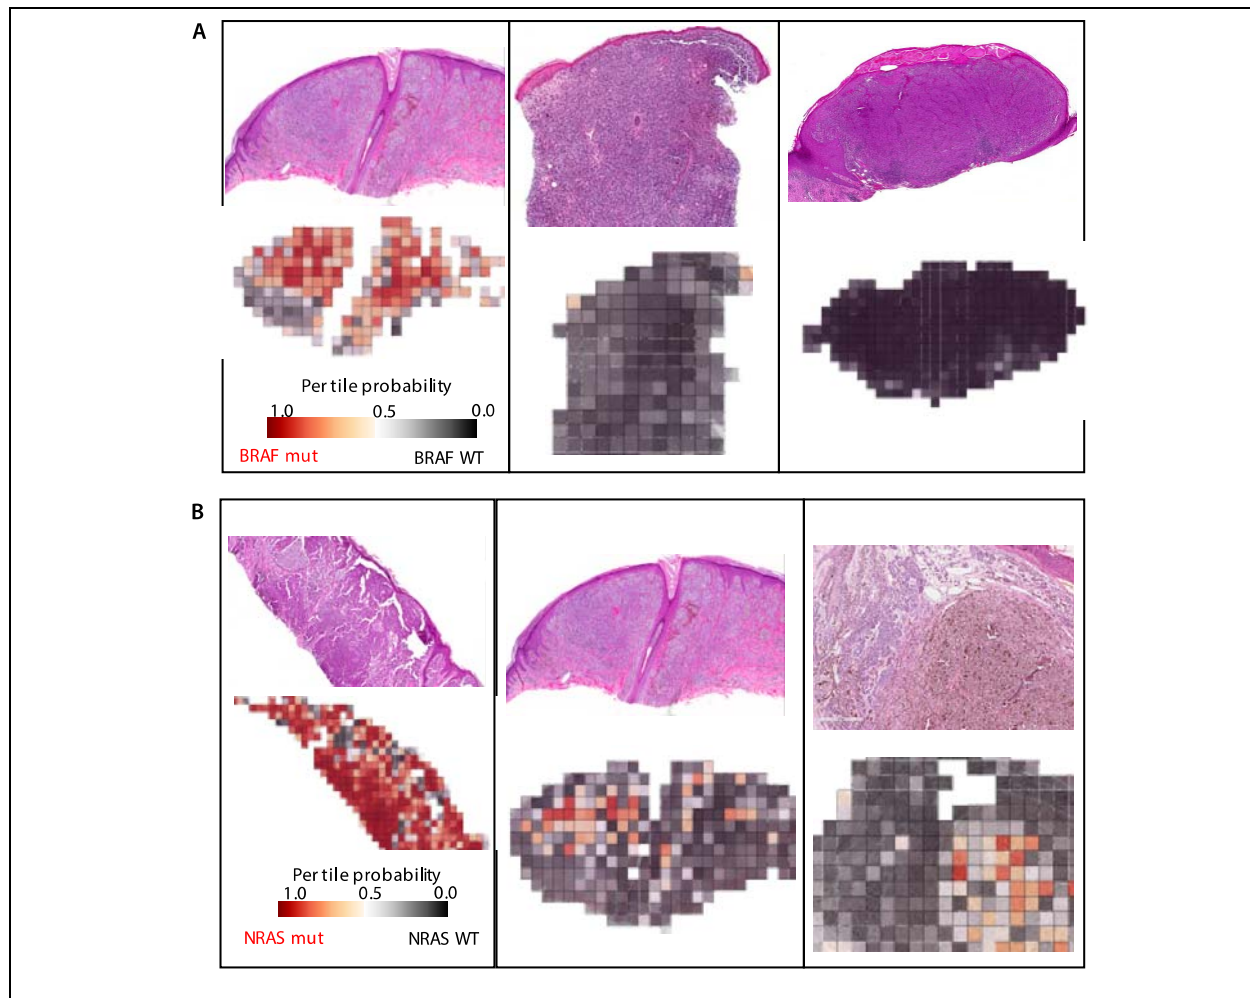 A
Per tile probability
1.0 0.5 0.0
BRAF mut BRAF WT
B
Per tile probability
1.0 0.5 0.0
NRAS mut NRAS WT